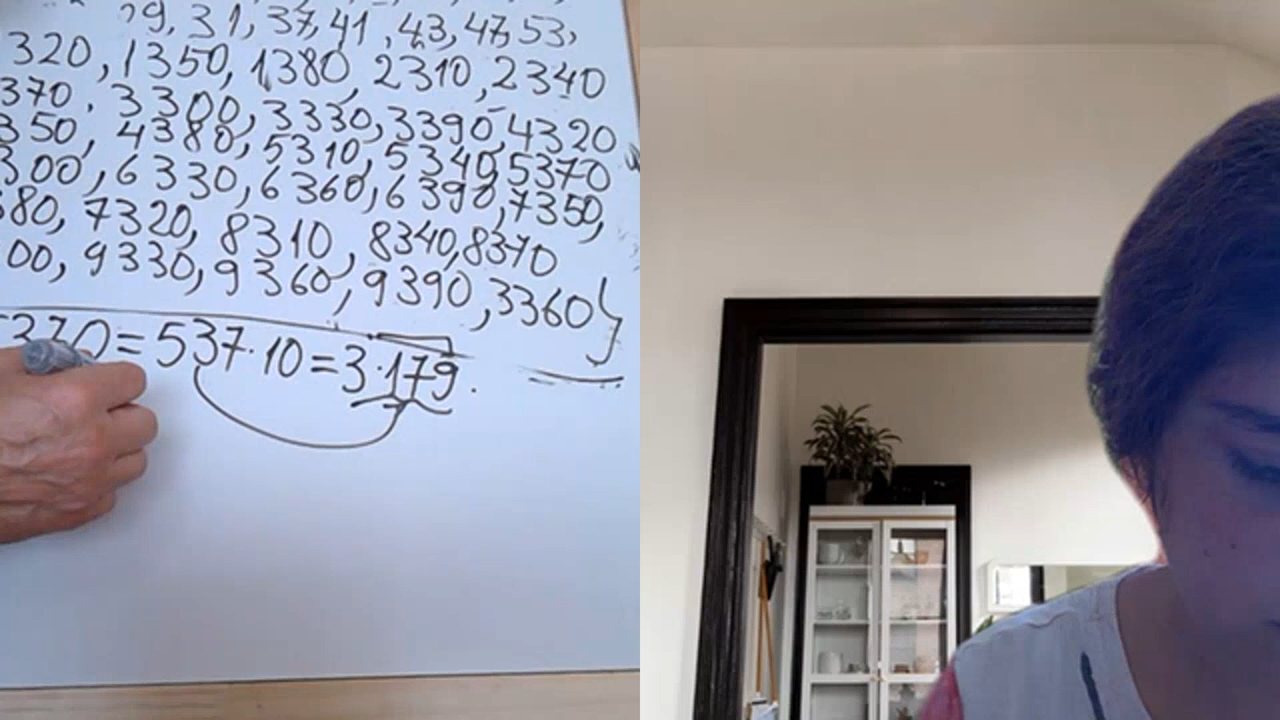 29, 31, 37, 41, 43, 47, 53,
320, 1350, 1380, 2310, 2340
370, 3300, 3330, 3390, 4320
350, 4380, 5310, 5340, 5370
300, 6330, 6360, 6390, 7350,
80, 7320, 8310, 8340, 8370
00, 9330, 9360, 9390, 3360}
5370 = 537 · 10 = 3 · 179 .